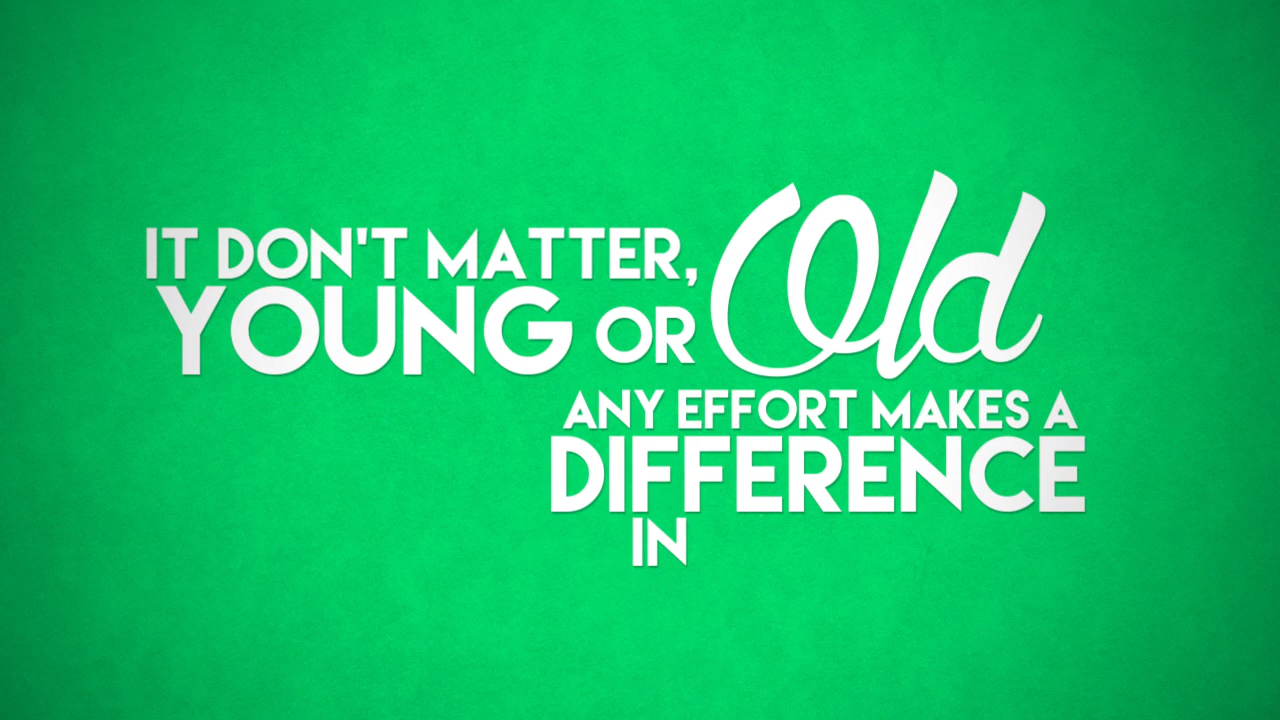 IT DON'T MATTER,
YOUNG OR Old
ANY EFFORT MAKES A
DIFFERENCE
IN